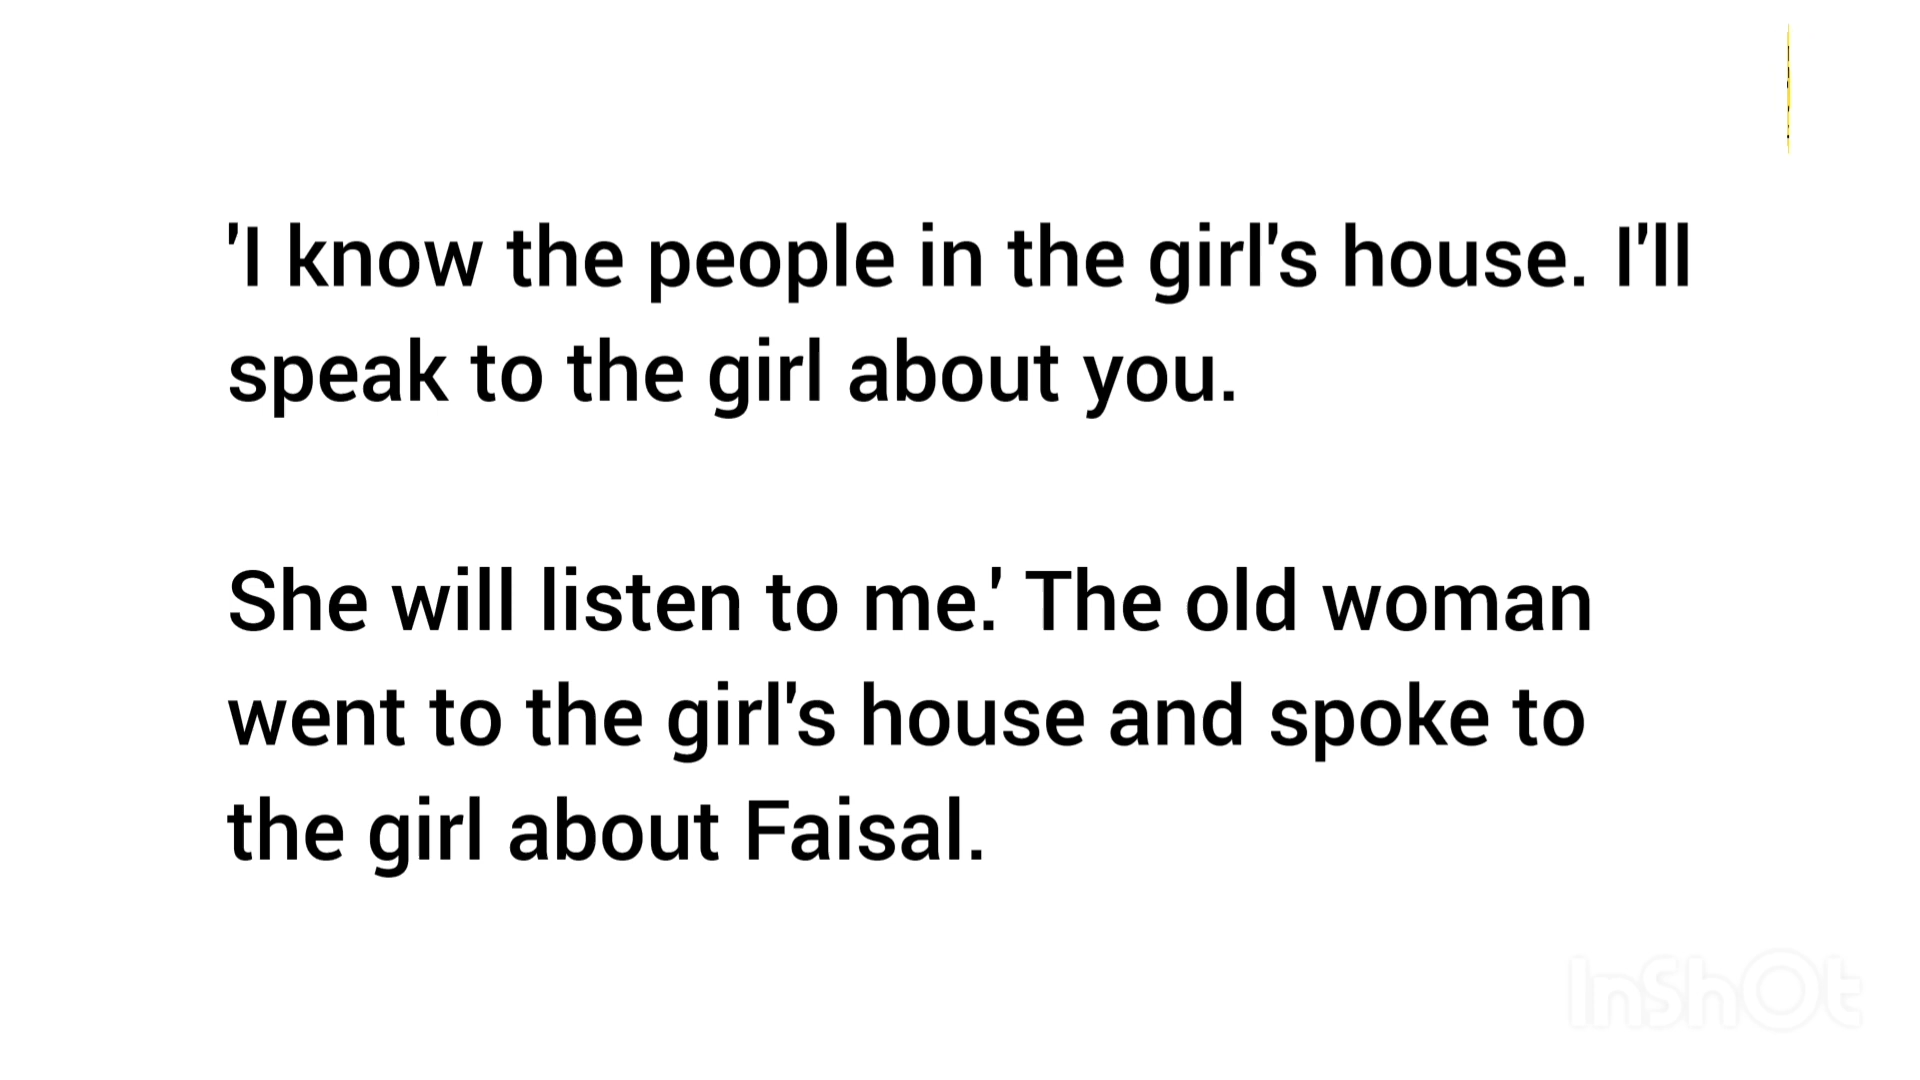 'I know the people in the girl's house. I'll
speak to the girl about you.
She will listen to me.' The old woman
went to the girl's house and spoke to
the girl about Faisal.
InShOt